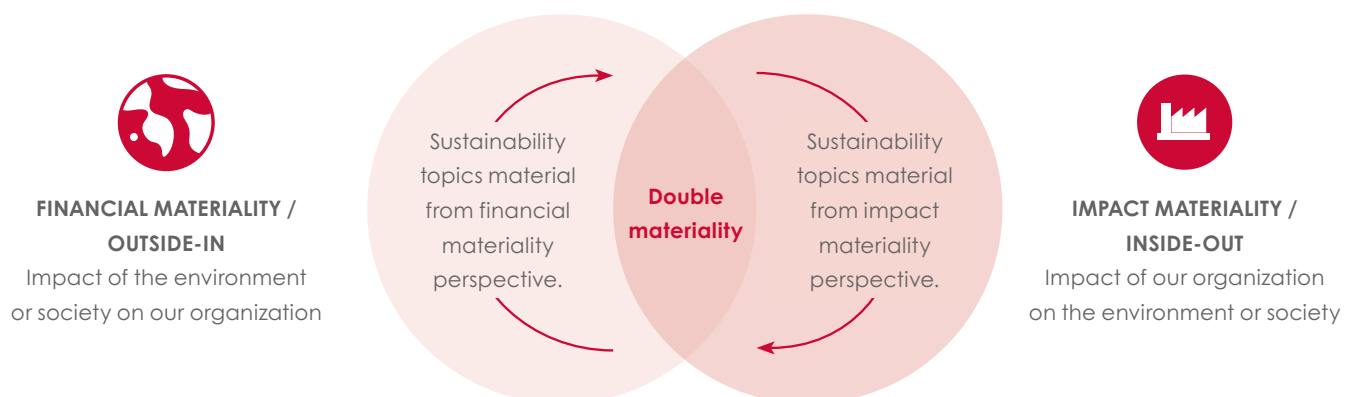 FINANCIAL MATERIALITY /
OUTSIDE-IN
Impact of the environment
or society on our organization
Sustainability
topics material
from financial
materiality
perspective.
Double
materiality
Sustainability
topics material
from impact
materiality
perspective.
IMPACT MATERIALITY /
INSIDE-OUT
Impact of our organization
on the environment or society